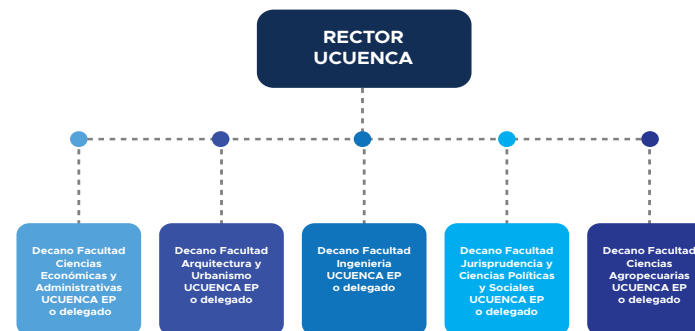 RECTOR
UCUENCA
Decano Facultad
Ciencias
Económicas y
Administrativas
UCUENCA EP
o delegado
Decano Facultad
Arquitectura y
Urbanismo
UCUENCA EP
o delegado
Decano Facultad
Ingenieria
UCUENCA EP
o delegado
Decano Facultad
Jurisprudencia y
Ciencias Políticas
y Sociales
UCUENCA EP
o delegado
Decano Facultad
Ciencias
Agropecuarias
UCUENCA EP
o delegado